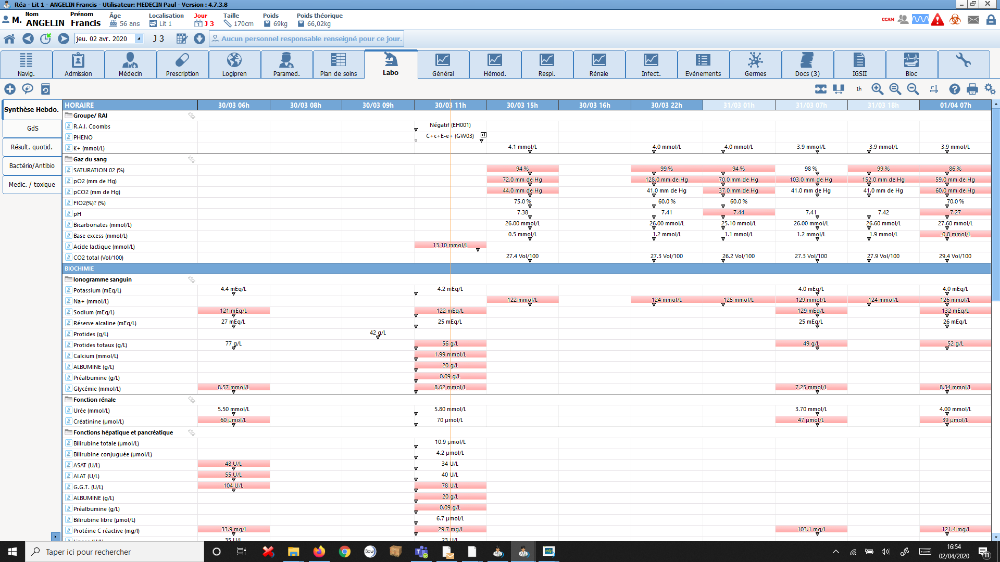 Réa - Lit 1 - ANGELIN Francis - Utilisateur: MEDECIN Paul - Version : 4.7.3.8
M. Nom ANGELIN Prénom Francis Âge 56 ans Localisation Lit 1 Jour J 3 Taille 170cm Poids 69kg Poids théorique 66,02kg CCAM
jeu. 02 avr. 2020 J 3 Aucun personnel responsable renseigné pour ce jour.
Navig. Admission Médecin Prescription Logipren Paramed. Plan de soins Labo Général Hémod. Respi. Rénale Infect. Evénements Germes Docs (3) IGSII Bloc
1h
Synthèse Hebdo.
GdS
Résult. quotid.
Bactério/Antibio
Medic. / toxique
HORAIRE 30/03 06h 30/03 08h 30/03 09h 30/03 11h 30/03 15h 30/03 16h 30/03 22h 31/03 01h 31/03 07h 31/03 18h 01/04 07h
Groupe/ RAI
R.A.I. Coombs Négatif (EH001)
PHENO C+c+E-e+ (GW03) +1
K+ (mmol/L) 4.1 mmol/L 4.0 mmol/L 4.0 mmol/L 3.9 mmol/L 3.9 mmol/L 3.9 mmol/L
Gaz du sang
SATURATION 02 (%) 94 % 99 % 94 % 98 % 99 % 86 %
pO2 (mm de Hg) 72.0 mm de Hg 128.0 mm de Hg 70.0 mm de Hg 103.0 mm de Hg 152.0 mm de Hg 59.0 mm de Hg
pCO2 (mm de Hg) 44.0 mm de Hg 41.0 mm de Hg 37.0 mm de Hg 41.0 mm de Hg 41.0 mm de Hg 60.0 mm de Hg
FIO2(%)? (%) 75.0 % 60.0 % 60.0 % 70.0 %
pH 7.38 7.41 7.44 7.41 7.42 7.27
Bicarbonates (mmol/L) 26.00 mmol/L 26.00 mmol/L 25.10 mmol/L 26.00 mmol/L 26.60 mmol/L 27.60 mmol/L
Base excess (mmol/L) 0.5 mmol/L 1.2 mmol/L 1.1 mmol/L 1.2 mmol/L 1.9 mmol/L -0.8 mmol/L
Acide lactique (mmol/L) 13.10 mmol/L
CO2 total (Vol/100) 27.4 Vol/100 27.3 Vol/100 26.2 Vol/100 27.3 Vol/100 27.9 Vol/100 29.4 Vol/100
BIOCHIMIE
Ionogramme sanguin
Potassium (mEq/L) 4.4 mEq/L 4.2 mEq/L 4.0 mEq/L 4.0 mEq/L
Na+ (mmol/L) 122 mmol/L 124 mmol/L 125 mmol/L 129 mmol/L 124 mmol/L 126 mmol/L
Sodium (mEq/L) 121 mEq/L 122 mEq/L 129 mEq/L 132 mEq/L
Réserve alcaline (mEq/L) 27 mEq/L 25 mEq/L 25 mEq/L 26 mEq/L
Protides (g/L) 42 g/L
Protides totaux (g/L) 77 g/L 56 g/L 49 g/L 52 g/L
Calcium (mmol/L) 1.99 mmol/L
ALBUMINE (g/L) 20 g/L
Préalbumine (g/L) 0.09 g/L
Glycémie (mmol/L) 8.57 mmol/L 8.62 mmol/L 7.25 mmol/L 8.34 mmol/L
Fonction rénale
Urée (mmol/L) 5.50 mmol/L 5.80 mmol/L 3.70 mmol/L 4.00 mmol/L
Créatinine (µmol/L) 60 µmol/L 70 µmol/L 47 µmol/L 39 µmol/L
Fonctions hépatique et pancréatique
Bilirubine totale (µmol/L) 10.9 µmol/L
Bilirubine conjuguée (µmol/L) 4.2 µmol/L
ASAT (U/L) 48 U/L 34 U/L
ALAT (U/L) 55 U/L 40 U/L
G.G.T. (U/L) 104 U/L 78 U/L
ALBUMINE (g/L) 20 g/L
Préalbumine (g/L) 0.09 g/L
Bilirubine libre (µmol/L) 6.7 µmol/L
Protéine C réactive (mg/l) 33.9 mg/l 29.7 mg/l 103.1 mg/l 121.4 mg/l
35 U/L 23 U/L
Taper ici pour rechercher Bow 16:54
02/04/2020 11